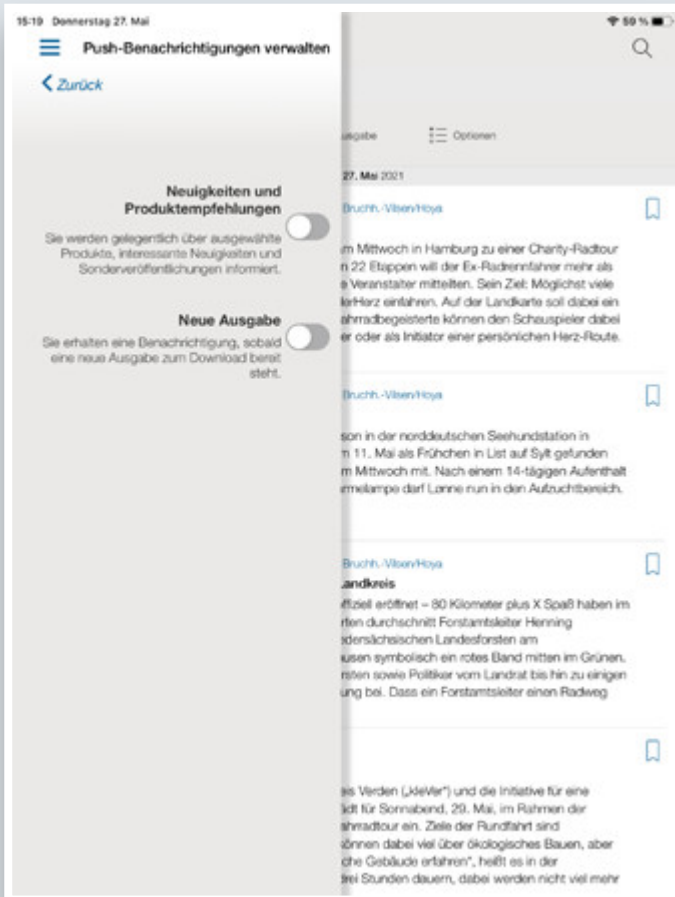 15:19 Donnerstag 27. Mai
59 %
Push-Benachrichtigungen verwalten
Zurück
Neuigkeiten und
Produktempfehlungen
Sie werden gelegentlich über ausgewählte
Produkte, interessante Neuigkeiten und
Sonderveröffentlichungen informiert.
Neue Ausgabe
Sie erhalten eine Benachrichtigung, sobald
eine neue Ausgabe zum Download bereit
steht.
usgabe
Optionen
27. Mai 2021
Bruchh.-Vilsen/Hoya
m Mittwoch in Hamburg zu einer Charity-Radtour
n 22 Etappen will der Ex-Radrennfahrer mehr als
e Veranstalter mitteilten. Sein Ziel: Möglichst viele
derHerz einfahren. Auf der Landkarte soll dabei ein
ahrradbegeisterte können den Schauspieler dabei
er oder als Initiator einer persönlichen Herz-Route.
Bruchh.-Vilsen/Hoya
son in der norddeutschen Seehundstation in
m 11. Mai als Frühchen in List auf Sylt gefunden
m Mittwoch mit. Nach einem 14-tägigen Aufenthalt
ärmelampe darf Lønne nun in den Aufzuchtbereich.
Bruchh.-Vilsen/Hoya
Landkreis
offiziell eröffnet – 80 Kilometer plus X Spaß haben im
rten durchschnitt Forstamtsleiter Henning
edersächsischen Landesforsten am
ausen symbolisch ein rotes Band mitten im Grünen.
rsten sowie Politiker vom Landrat bis hin zu einigen
ung bei. Dass ein Forstamtsleiter einen Radweg
eis Verden („kleVer“) und die Initiative für eine
ädt für Sonnabend, 29. Mai, im Rahmen der
ahrradtour ein. Ziele der Rundfahrt sind
können dabei viel über ökologisches Bauen, aber
che Gebäude erfahren“, heißt es in der
drei Stunden dauern, dabei werden nicht viel mehr